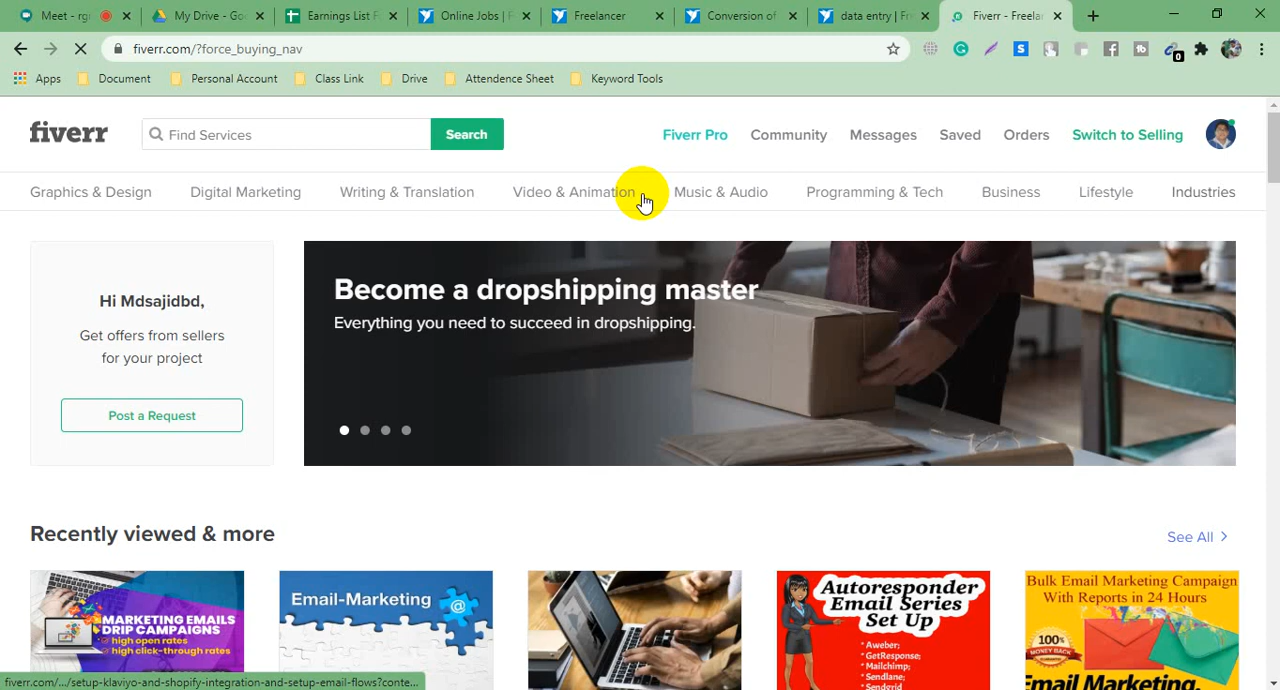 Meet - rg
My Drive - Go
Earnings List F
Online Jobs | F
Freelancer
Conversion of
data entry | Fr
Fiverr - Freela
fiverr.com/?force_buying_nav
Apps
Document
Personal Account
Class Link
Drive
Attendence Sheet
Keyword Tools
fiverr
Find Services
Search
Fiverr Pro
Community
Messages
Saved
Orders
Switch to Selling
Graphics & Design
Digital Marketing
Writing & Translation
Video & Animation
Music & Audio
Programming & Tech
Business
Lifestyle
Industries
Hi Mdsajidbd,
Get offers from sellers
for your project
Post a Request
Become a dropshipping master
Everything you need to succeed in dropshipping.
Recently viewed & more
See All
MARKETING EMAILS
DRIP CAMPAIGNS
high open rates
high click-through rates
Email-Marketing @
Autoresponder
Email Series
Set Up
* Aweber;
* GetResponse;
* Mailchimp;
* Sendlane;
* Sendgrid
Bulk Email Marketing Campaign
With Reports in 24 Hours
100%
MONEY BACK
Email Marketing.
fiverr.com/.../setup-klaviyo-and-shopify-integration-and-setup-email-flows?conte...
0